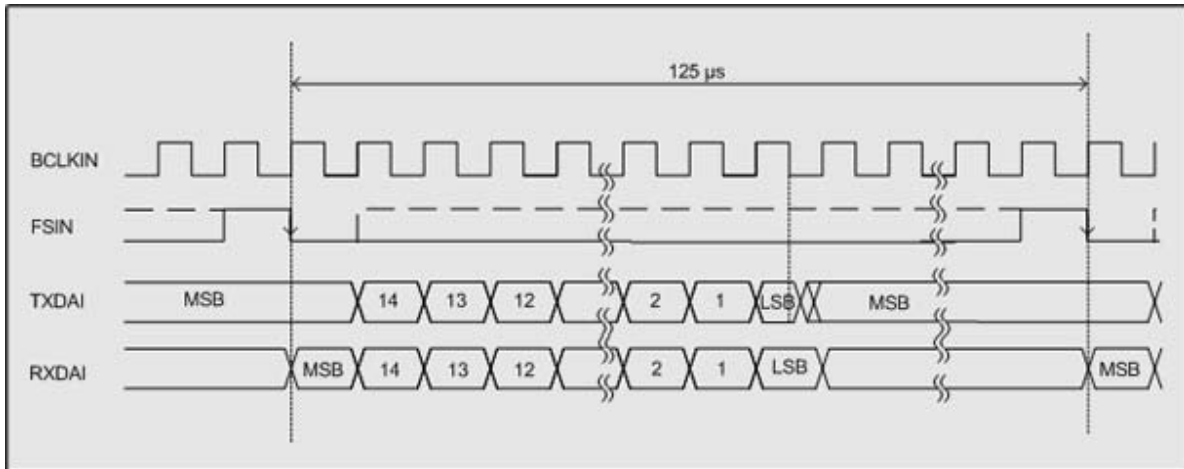 125 µs
BCLKIN
FSIN
TXDAI MSB 14 13 12 2 1 LSB MSB
RXDAI MSB 14 13 12 2 1 LSB MSB